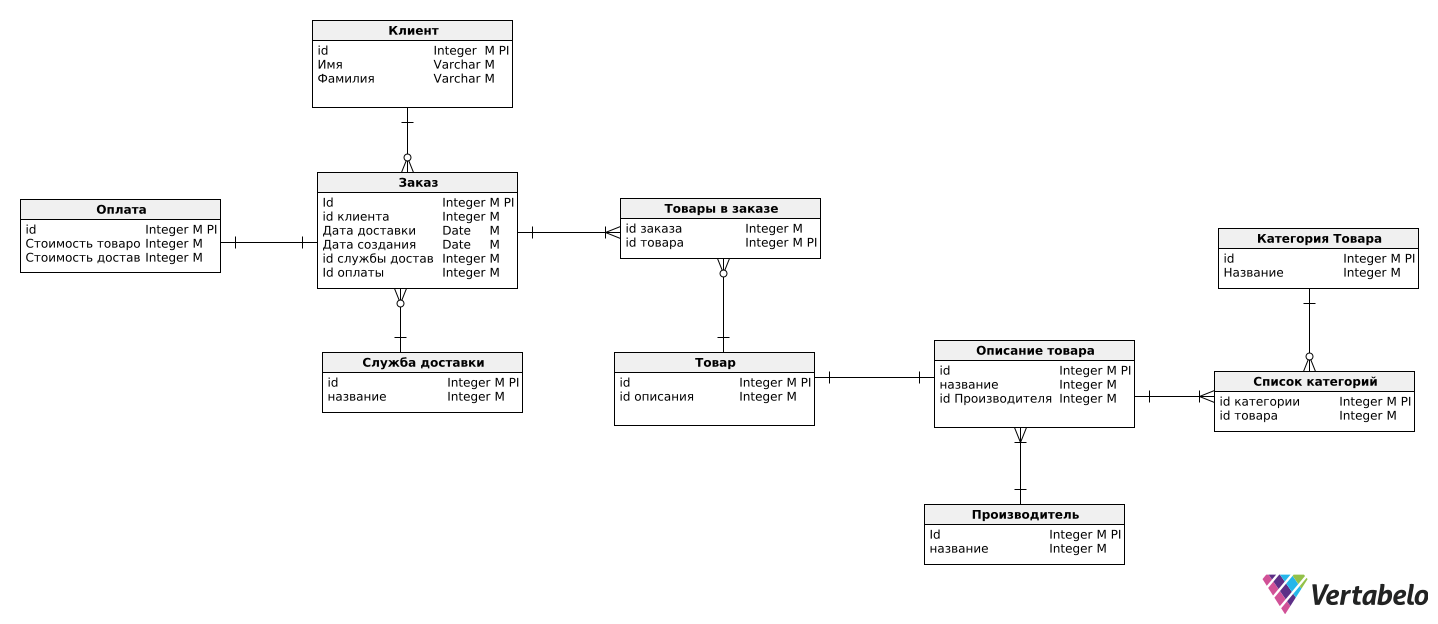 Клиент
id Integer M PI
Имя Varchar M
Фамилия Varchar M
Заказ
Id Integer M PI
id клиента Integer M
Дата доставки Date M
Дата создания Date M
id службы достав Integer M
Id оплаты Integer M
Оплата
id Integer M PI
Стоимость товаро Integer M
Стоимость достав Integer M
Товары в заказе
id заказа Integer M
id товара Integer M PI
Категория Товара
id Integer M PI
Название Integer M
Служба доставки
id Integer M PI
название Integer M
Товар
id Integer M PI
id описания Integer M
Описание товара
id Integer M PI
название Integer M
id Производителя Integer M
Список категорий
id категории Integer M PI
id товара Integer M
Производитель
Id Integer M PI
название Integer M
Vertabelo